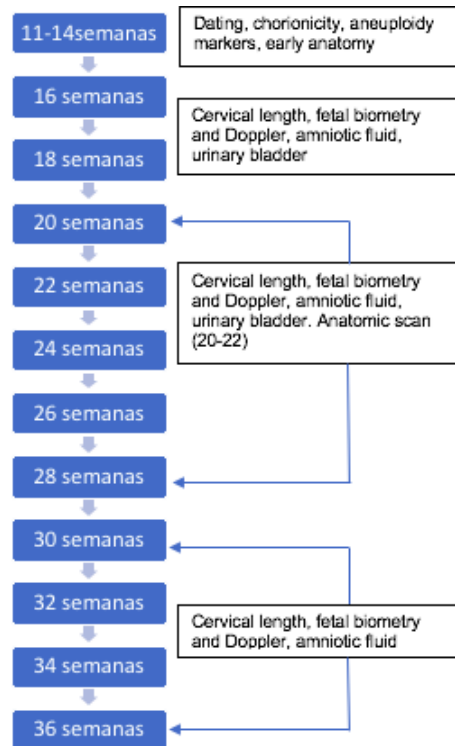 11-14semanas
Dating, chorionicity, aneuploidy
markers, early anatomy
16 semanas
Cervical length, fetal biometry
and Doppler, amniotic fluid,
urinary bladder
18 semanas
20 semanas
22 semanas
Cervical length, fetal biometry
and Doppler, amniotic fluid,
urinary bladder. Anatomic scan
(20-22)
24 semanas
26 semanas
28 semanas
30 semanas
32 semanas
Cervical length, fetal biometry
and Doppler, amniotic fluid
34 semanas
36 semanas